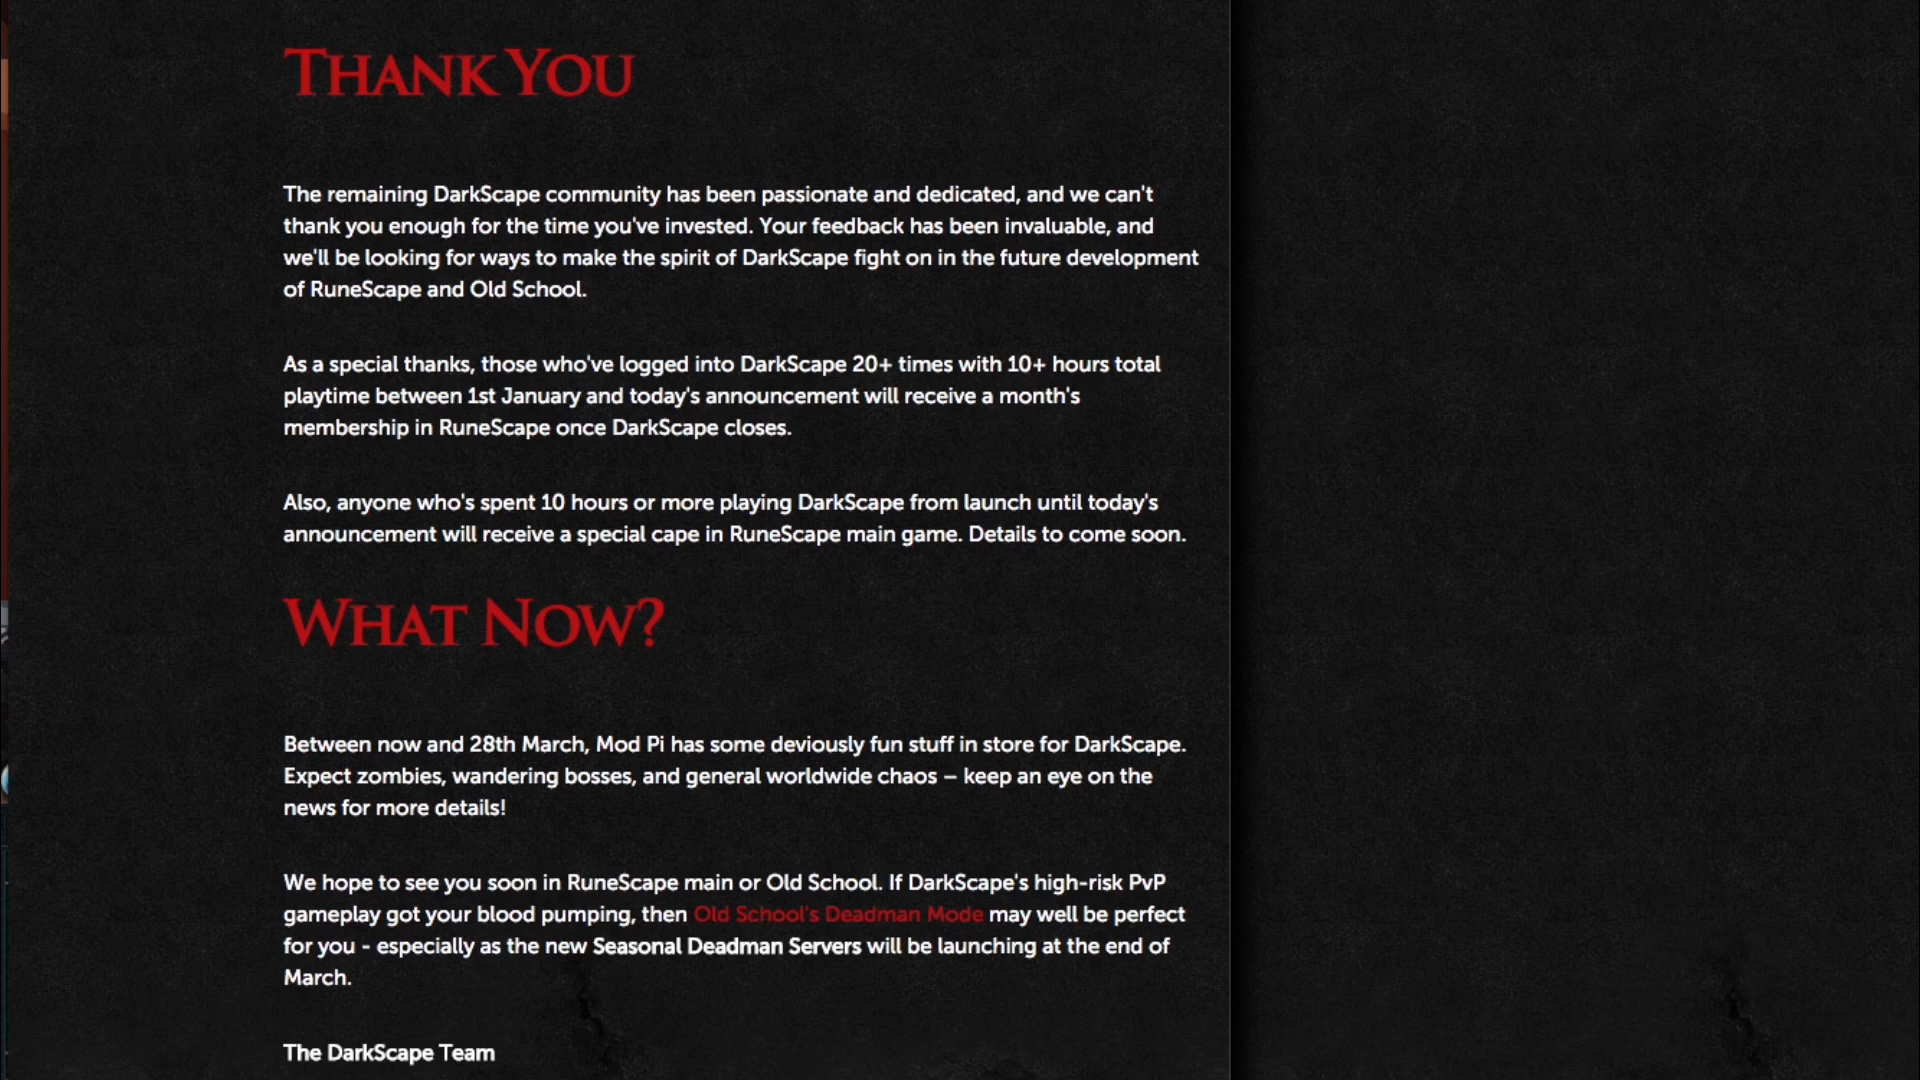 THANK YOU
The remaining DarkScape community has been passionate and dedicated, and we can't
thank you enough for the time you've invested. Your feedback has been invaluable, and
we'll be looking for ways to make the spirit of DarkScape fight on in the future development
of RuneScape and Old School.
As a special thanks, those who've logged into DarkScape 20+ times with 10+ hours total
playtime between 1st January and today's announcement will receive a month's
membership in RuneScape once DarkScape closes.
Also, anyone who's spent 10 hours or more playing DarkScape from launch until today's
announcement will receive a special cape in RuneScape main game. Details to come soon.
WHAT NOW?
Between now and 28th March, Mod Pi has some deviously fun stuff in store for DarkScape.
Expect zombies, wandering bosses, and general worldwide chaos – keep an eye on the
news for more details!
We hope to see you soon in RuneScape main or Old School. If DarkScape's high-risk PvP
gameplay got your blood pumping, then Old School's Deadman Mode may well be perfect
for you - especially as the new Seasonal Deadman Servers will be launching at the end of
March.
The DarkScape Team